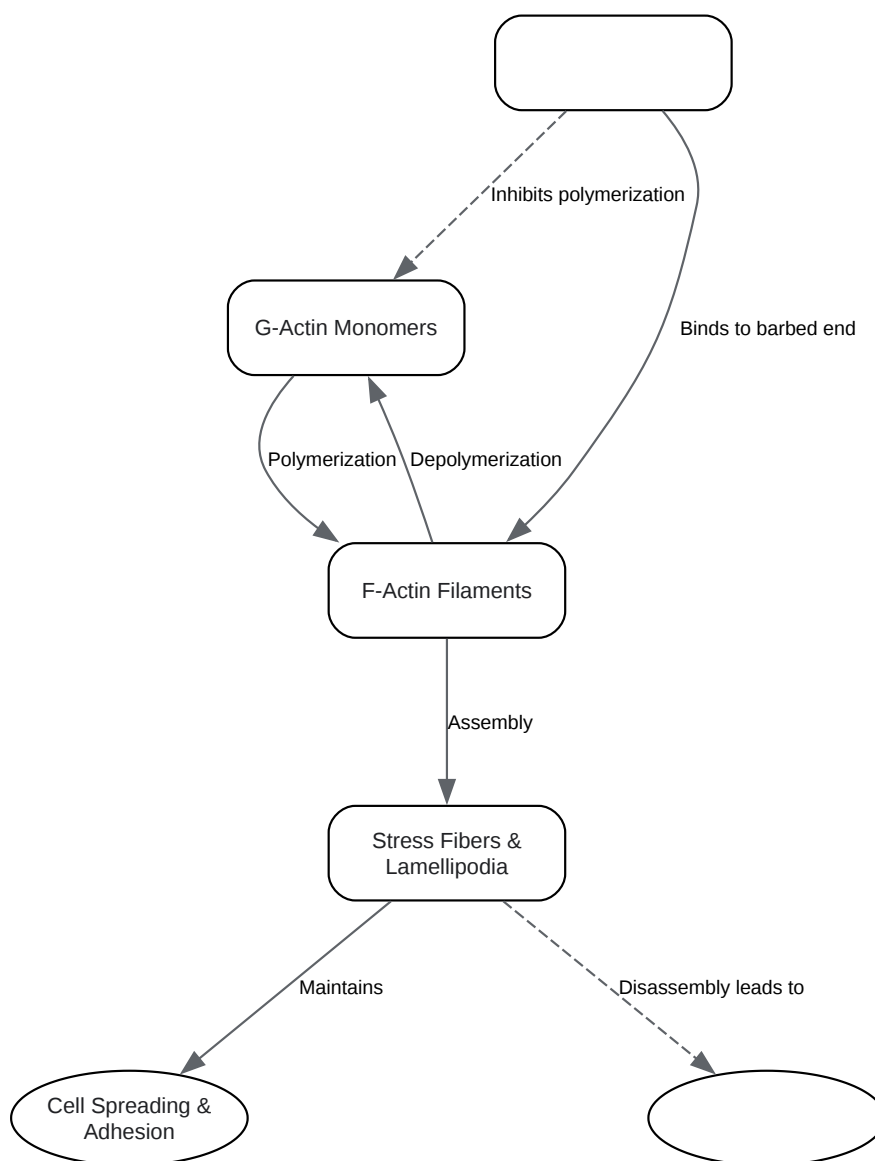 Inhibits polymerization
G-Actin Monomers
Binds to barbed end
Polymerization
Depolymerization
F-Actin Filaments
Assembly
Stress Fibers &
Lamellipodia
Maintains
Disassembly leads to
Cell Spreading &
Adhesion